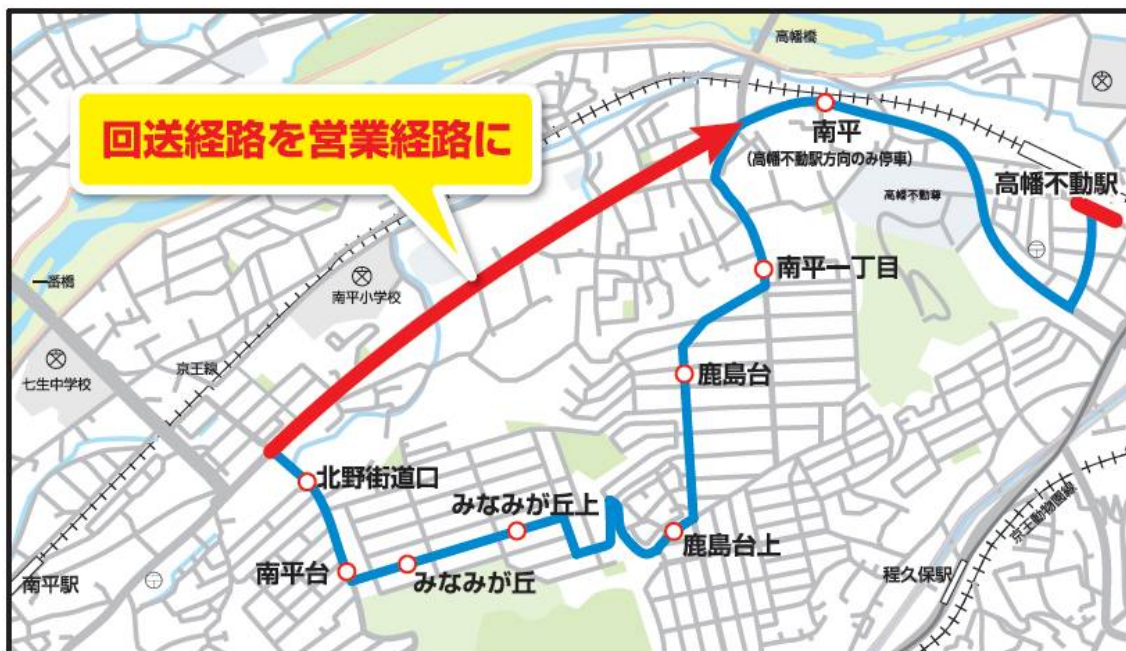 高幡橋
回送経路を営業経路に
南平
(高幡不動駅方向のみ停車)
高幡不動駅
高幡不動尊
南平一丁目
一番橋
南平小学校
京王線
七生中学校
鹿島台
北野街道口
みなみが丘上
鹿島台上
京王動物園線
南平台
みなみが丘
程久保駅
南平駅